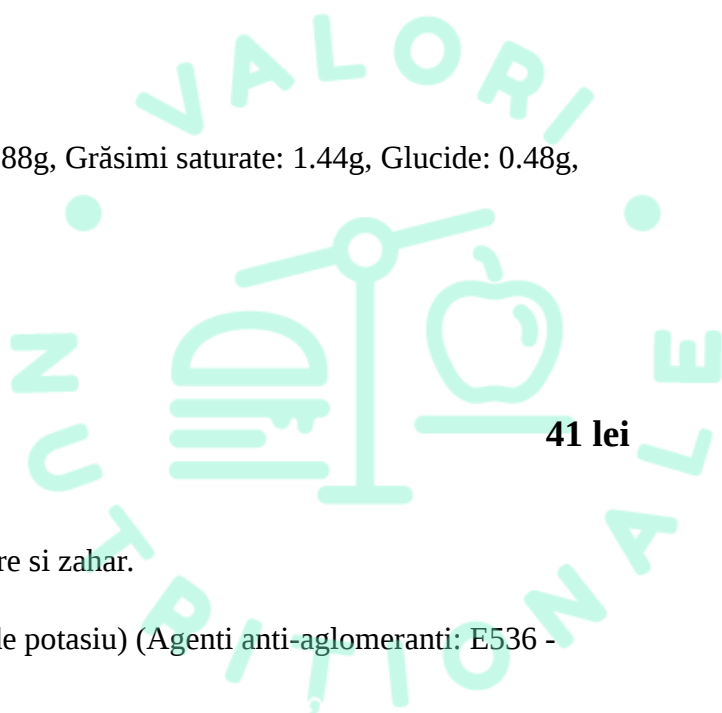 VALORI NUTRIȚIONALE
88g, Grăsimi saturate: 1.44g, Glucide: 0.48g,
41 lei
re si zahar.
le potasiu) (Agenti anti-aglomeranti: E536 -